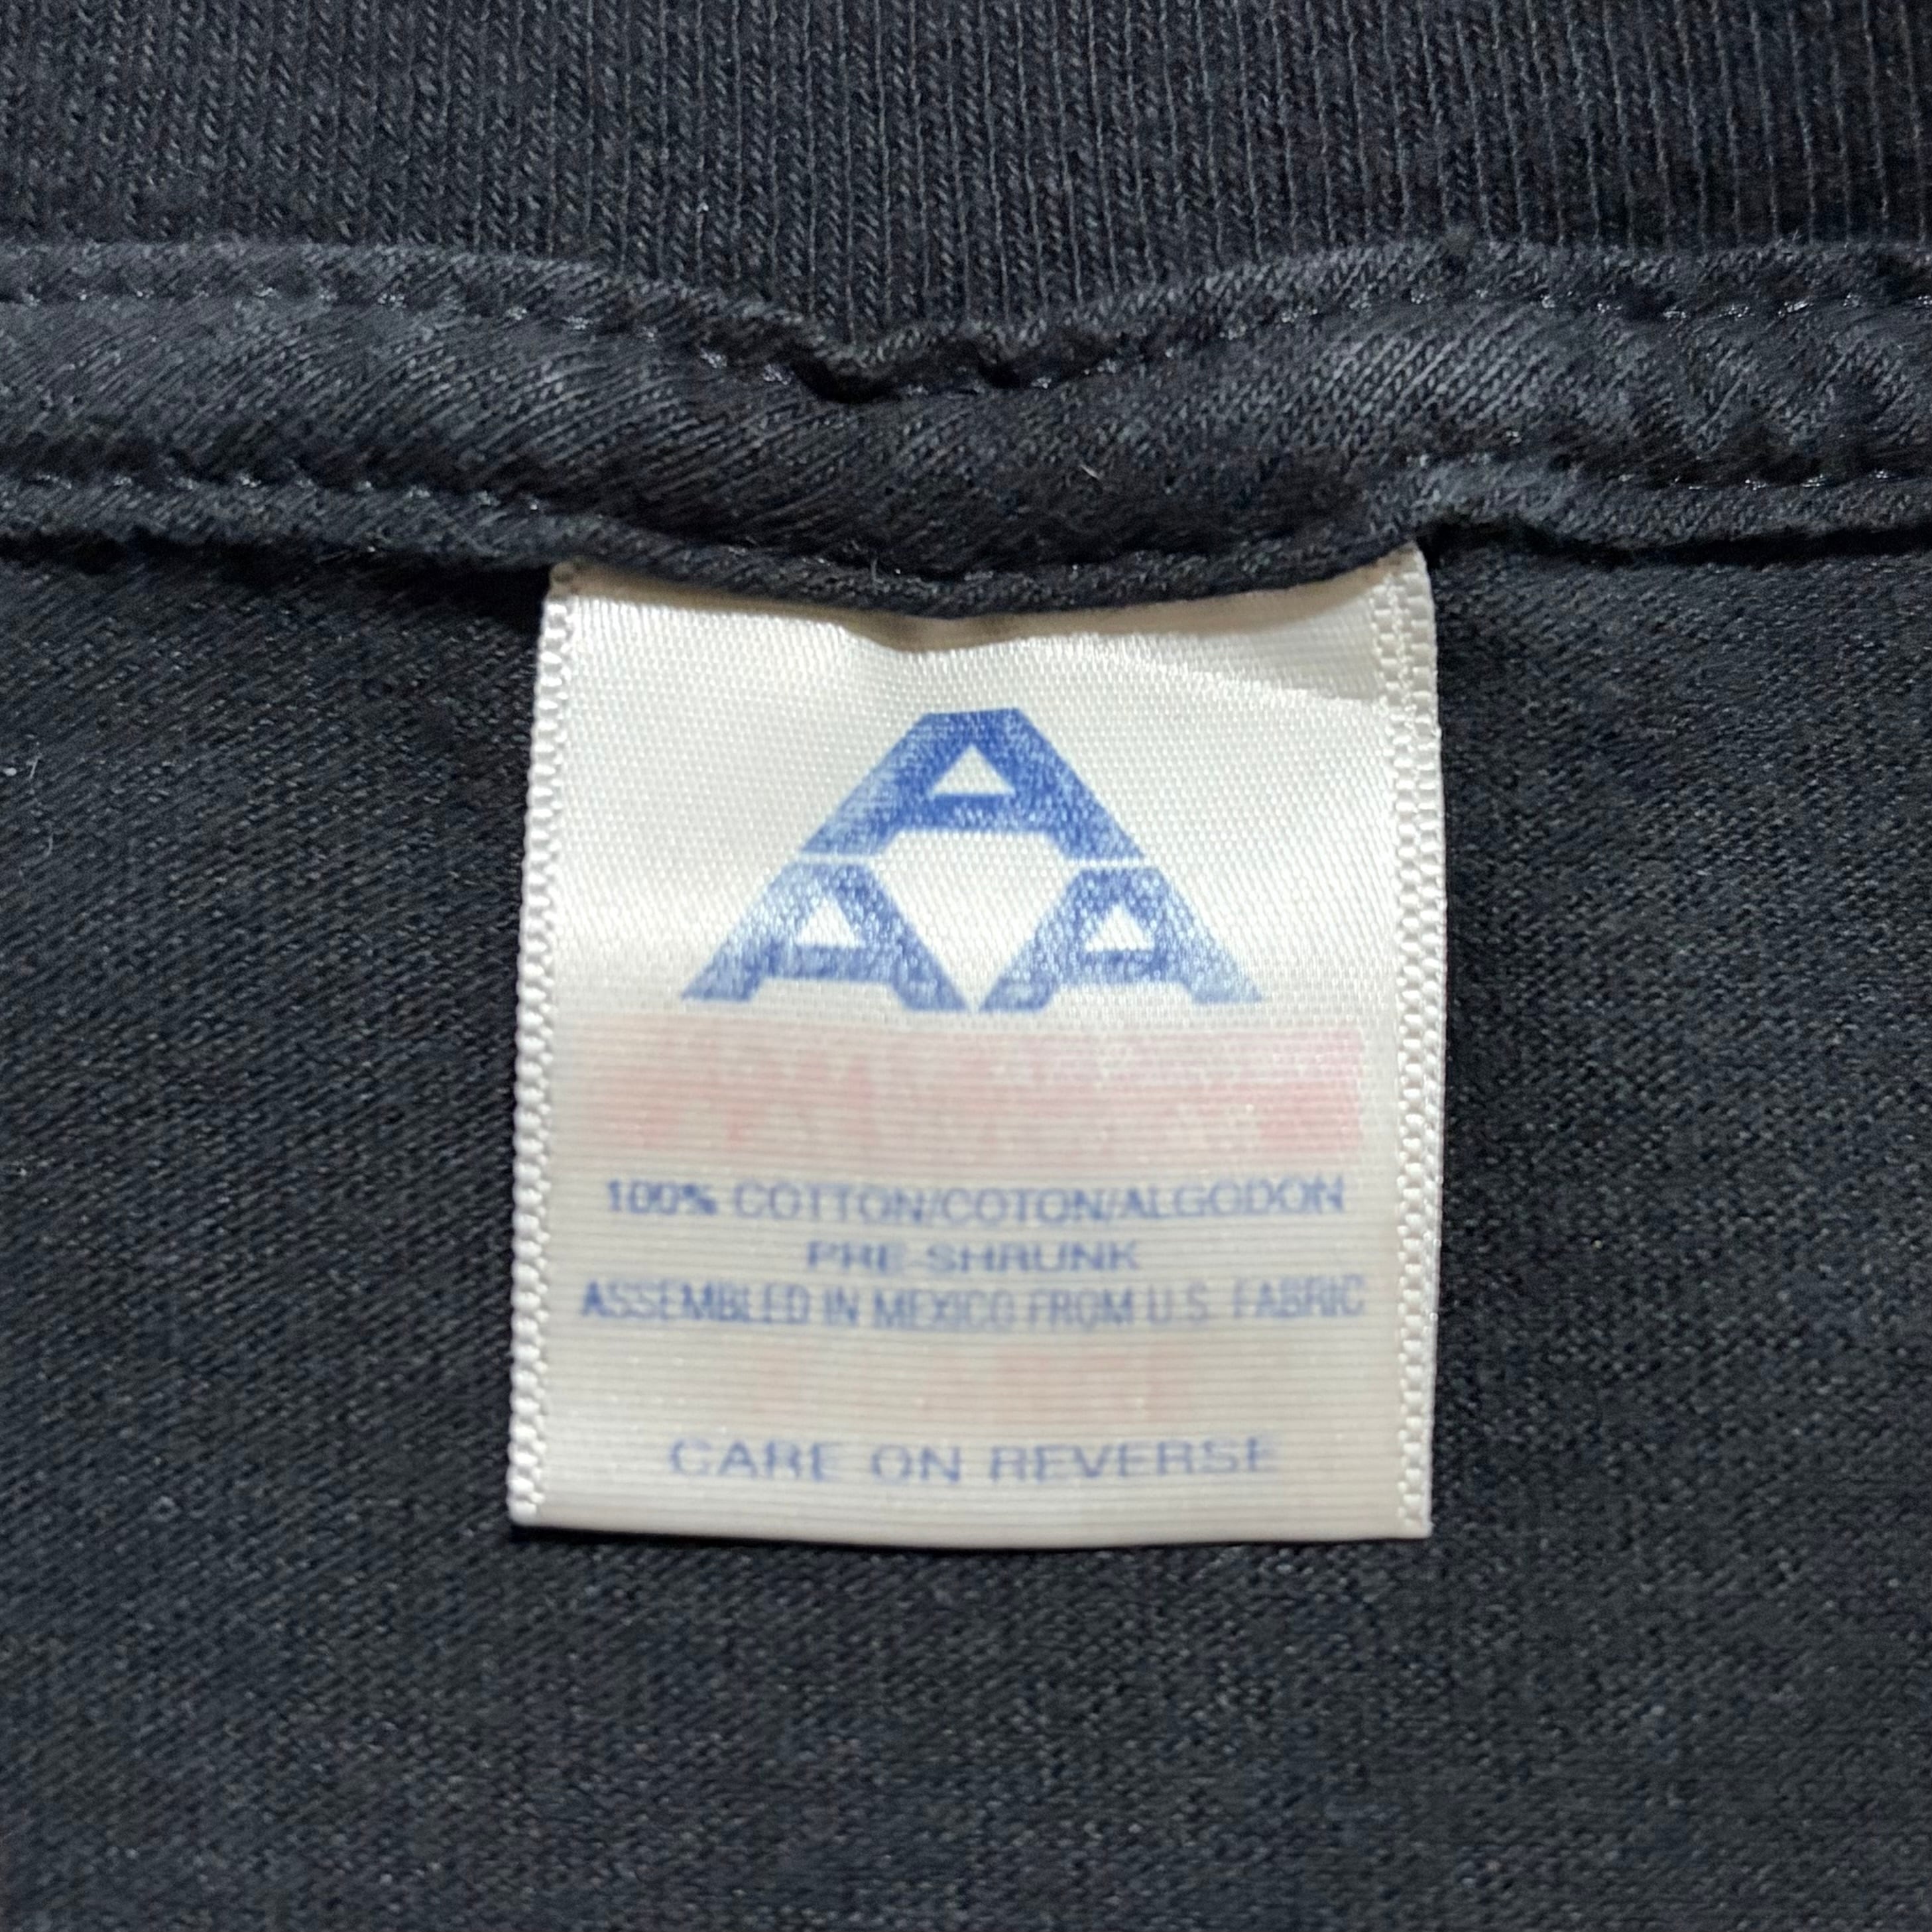 A
A A
100% COTTON/COTON/ALGODON
PRE-SHRUNK
ASSEMBLED IN MEXICO FROM U.S. FABRIC
CARE ON REVERSE